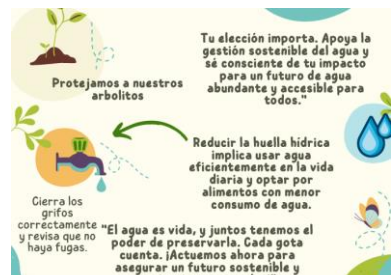 Protejamos a nuestros
arbolitos
Tu elección importa. Apoya la
gestión sostenible del agua y
sé consciente de tu impacto
para un futuro de agua
abundante y accesible para
todos."
Reducir la huella hídrica
implica usar agua
eficientemente en la vida
diaria y optar por
alimentos con menor
consumo de agua.
Cierra los
grifos
correctamente
y revisa que no
haya fugas.
"El agua es vida, y juntos tenemos el
poder de preservarla. Cada gota
cuenta. ¡Actuemos ahora para
asegurar un futuro sostenible y